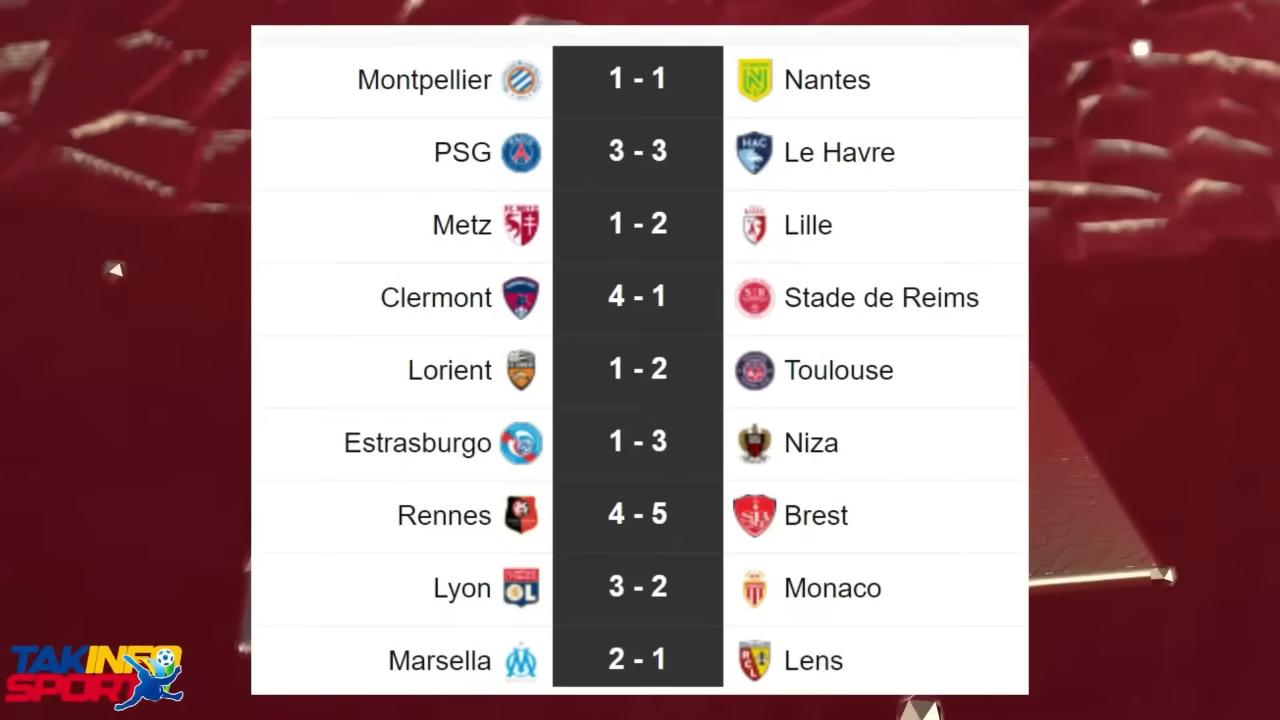 Montpellier 1 - 1 Nantes
PSG 3 - 3 Le Havre
Metz 1 - 2 Lille
Clermont 4 - 1 Stade de Reims
Lorient 1 - 2 Toulouse
Estrasburgo 1 - 3 Niza
Rennes 4 - 5 Brest
Lyon 3 - 2 Monaco
Marsella 2 - 1 Lens
TAKINFO
SPORT